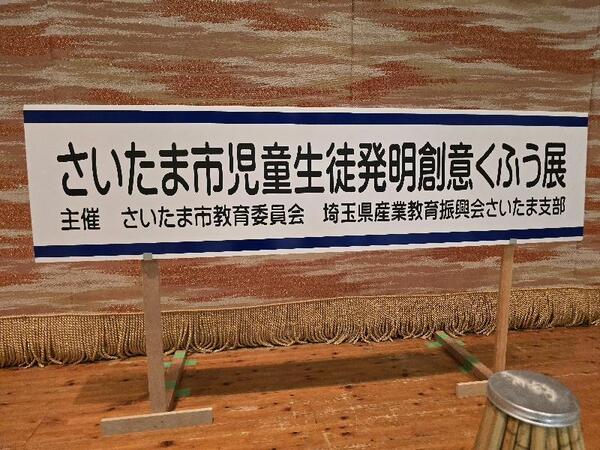 さいたま市児童生徒発明創意くふう展
主催　さいたま市教育委員会　埼玉県産業教育振興会さいたま支部